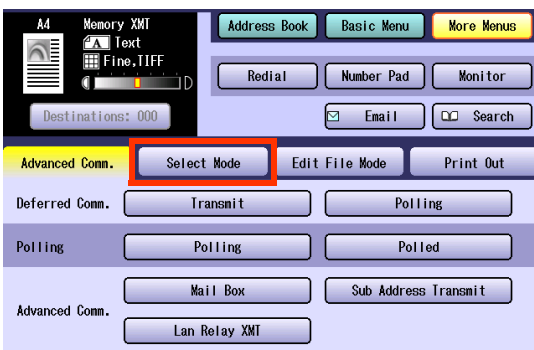 A4 Memory XMT Address Book Basic Menu More Menus
A Text
Fine,TIFF
D Redial Number Pad Monitor
Destinations: 000 Email Search
Advanced Comm. Select Mode Edit File Mode Print Out
Deferred Comm. Transmit Polling
Polling Polling Polled
Mail Box Sub Address Transmit
Advanced Comm.
Lan Relay XMT